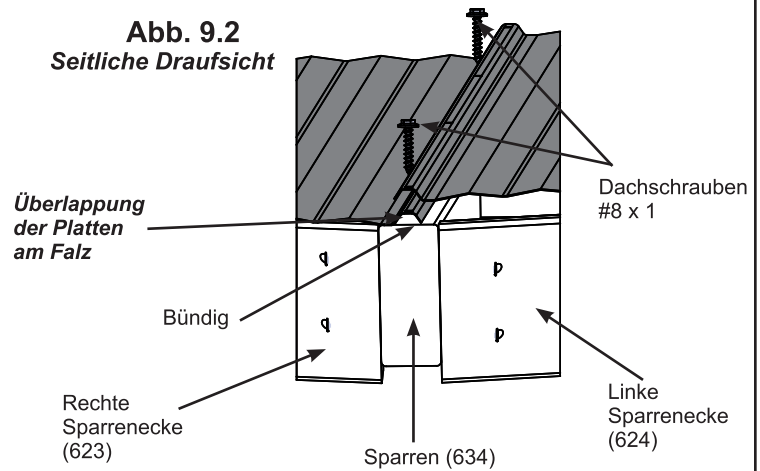 Abb. 9.2
Seitliche Draufsicht
Dachschrauben
#8 x 1
Überlappung
der Platten
am Falz
Bündig
Rechte
Sparrenecke
(623)
Sparren (634)
Linke
Sparrenecke
(624)